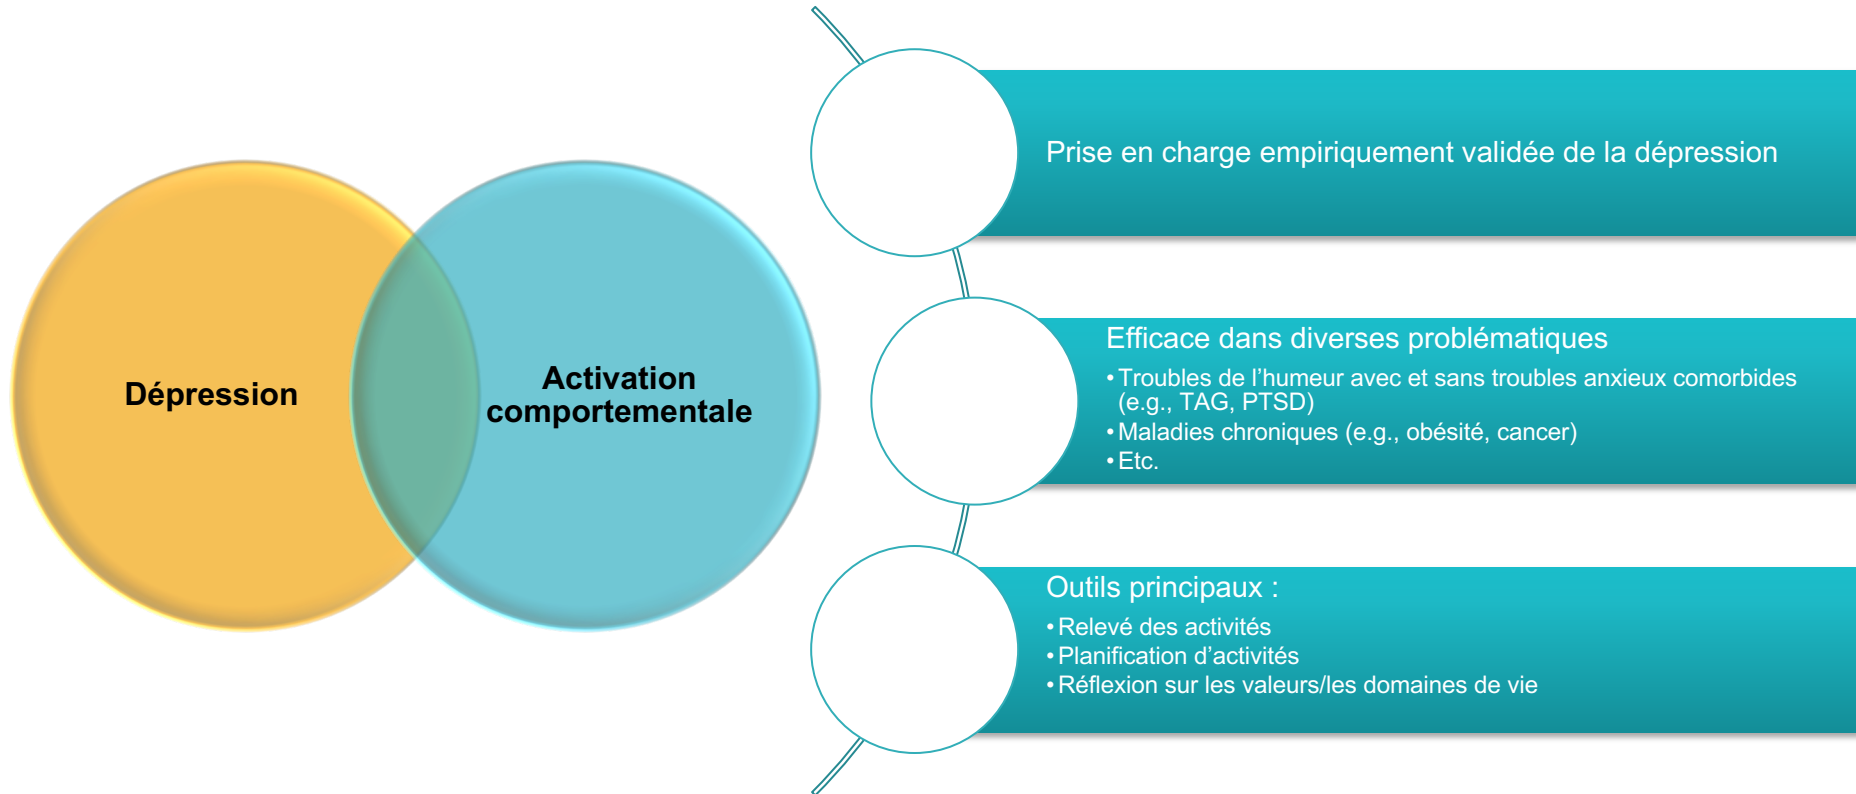 Dépression
Activation
comportementale
Prise en charge empiriquement validée de la dépression
Efficace dans diverses problématiques
• Troubles de l’humeur avec et sans troubles anxieux comorbides
(e.g., TAG, PTSD)
• Maladies chroniques (e.g., obésité, cancer)
• Etc.
Outils principaux :
• Relevé des activités
• Planification d’activités
• Réflexion sur les valeurs/les domaines de vie